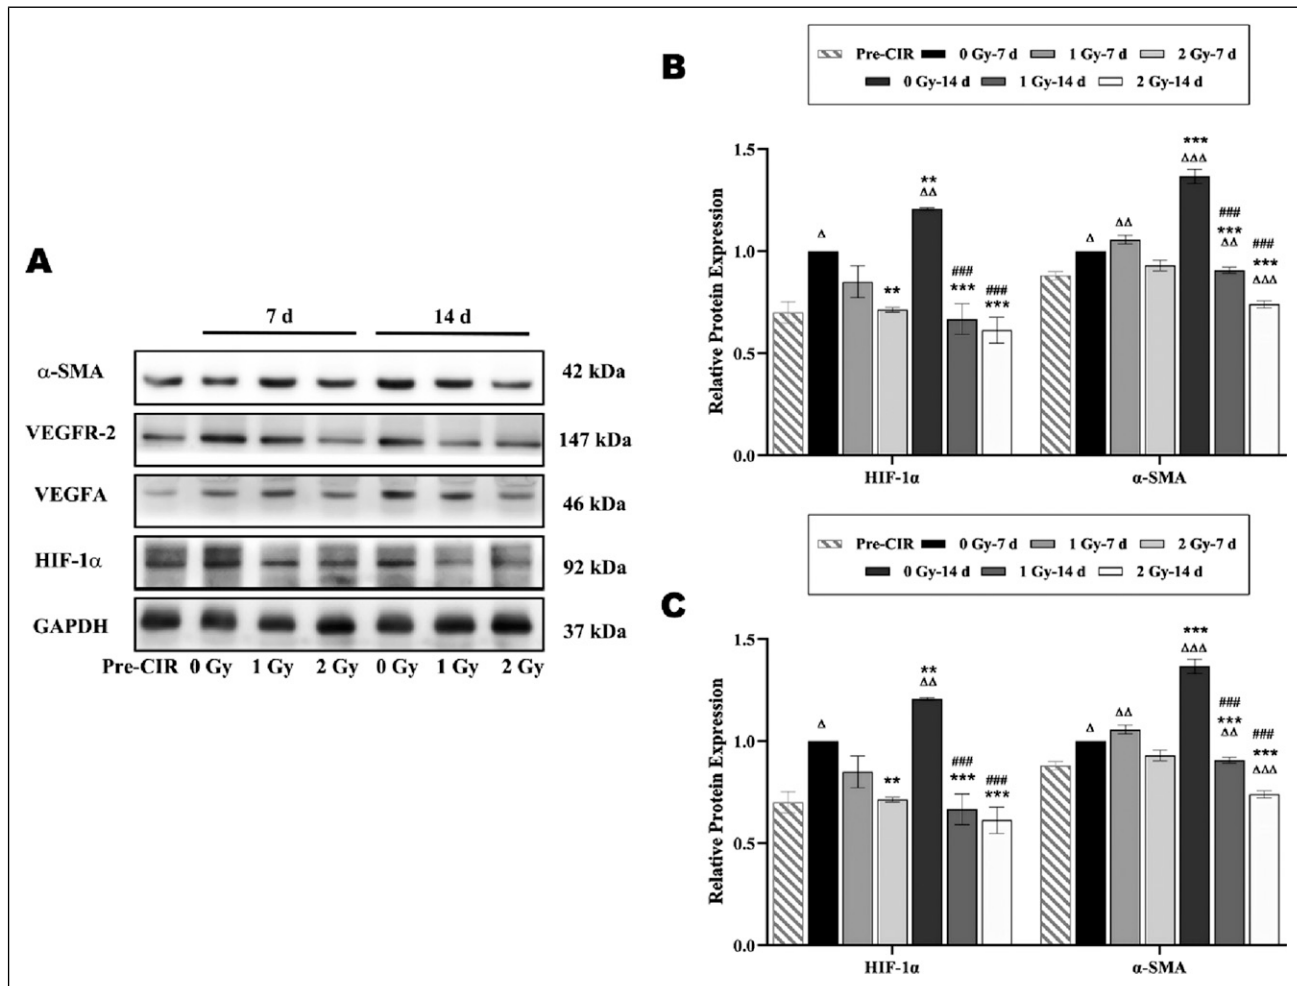 A
7 d 14 d
α-SMA 42 kDa
VEGFR-2 147 kDa
VEGFA 46 kDa
HIF-1α 92 kDa
GAPDH 37 kDa
Pre-CIR 0 Gy 1 Gy 2 Gy 0 Gy 1 Gy 2 Gy
B
Pre-CIR 0 Gy-7 d 1 Gy-7 d 2 Gy-7 d
0 Gy-14 d 1 Gy-14 d 2 Gy-14 d
Relative Protein Expression
1.5
1.0
0.5
0.0
Δ
**
**
ΔΔ
###
***
###
***
Δ
ΔΔ
***
ΔΔΔ
###
***
ΔΔ
###
***
ΔΔΔ
HIF-1α α-SMA
C
Pre-CIR 0 Gy-7 d 1 Gy-7 d 2 Gy-7 d
0 Gy-14 d 1 Gy-14 d 2 Gy-14 d
Relative Protein Expression
1.5
1.0
0.5
0.0
Δ
**
**
ΔΔ
###
***
###
***
Δ
ΔΔ
***
ΔΔΔ
###
***
ΔΔ
###
***
ΔΔΔ
HIF-1α α-SMA